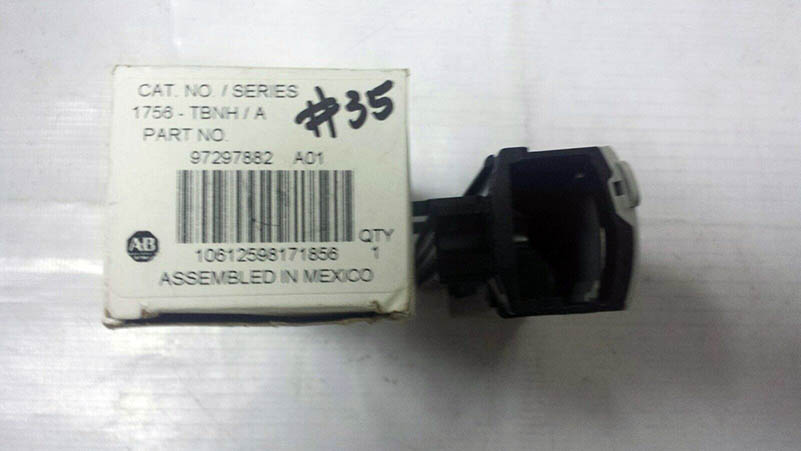 CAT. NO. / SERIES
1756 - TBNH / A
#35
PART NO.
97297882 A01
AB
10612598171856
QTY
1
ASSEMBLED IN MEXICO